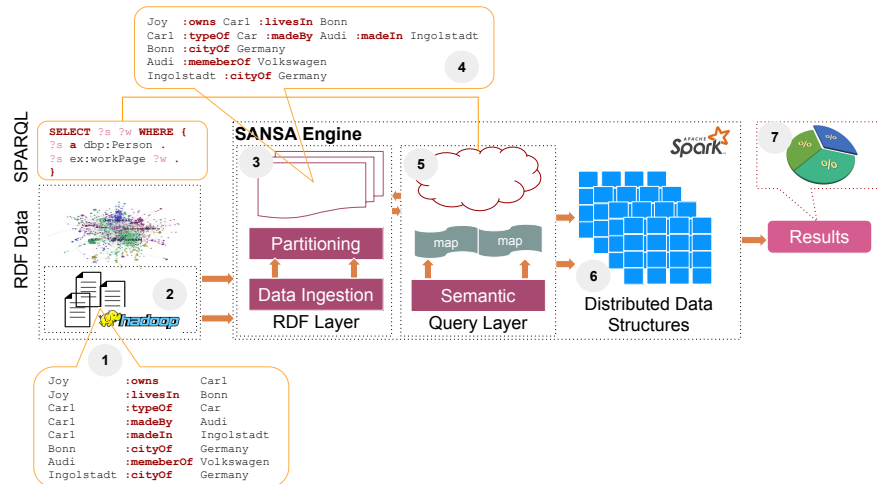 Joy :owns Carl :livesIn Bonn
Carl :typeOf Car :madeBy Audi :madeIn Ingolstadt
Bonn :cityOf Germany
Audi :memeberOf Volkswagen
Ingolstadt :cityOf Germany
4
SPARQL
SELECT ?s ?w WHERE {
?s a dbp:Person .
?s ex:workPage ?w .
}
SANSA Engine
APACHE
Spark
7
%
%
%
3
5
RDF Data
Partitioning
map
map
Results
2
Data Ingestion
Semantic
6
hadoop
RDF Layer
Query Layer
Distributed Data
Structures
1
Joy :owns Carl
Joy :livesIn Bonn
Carl :typeOf Car
Carl :madeBy Audi
Carl :madeIn Ingolstadt
Bonn :cityOf Germany
Audi :memeberOf Volkswagen
Ingolstadt :cityOf Germany